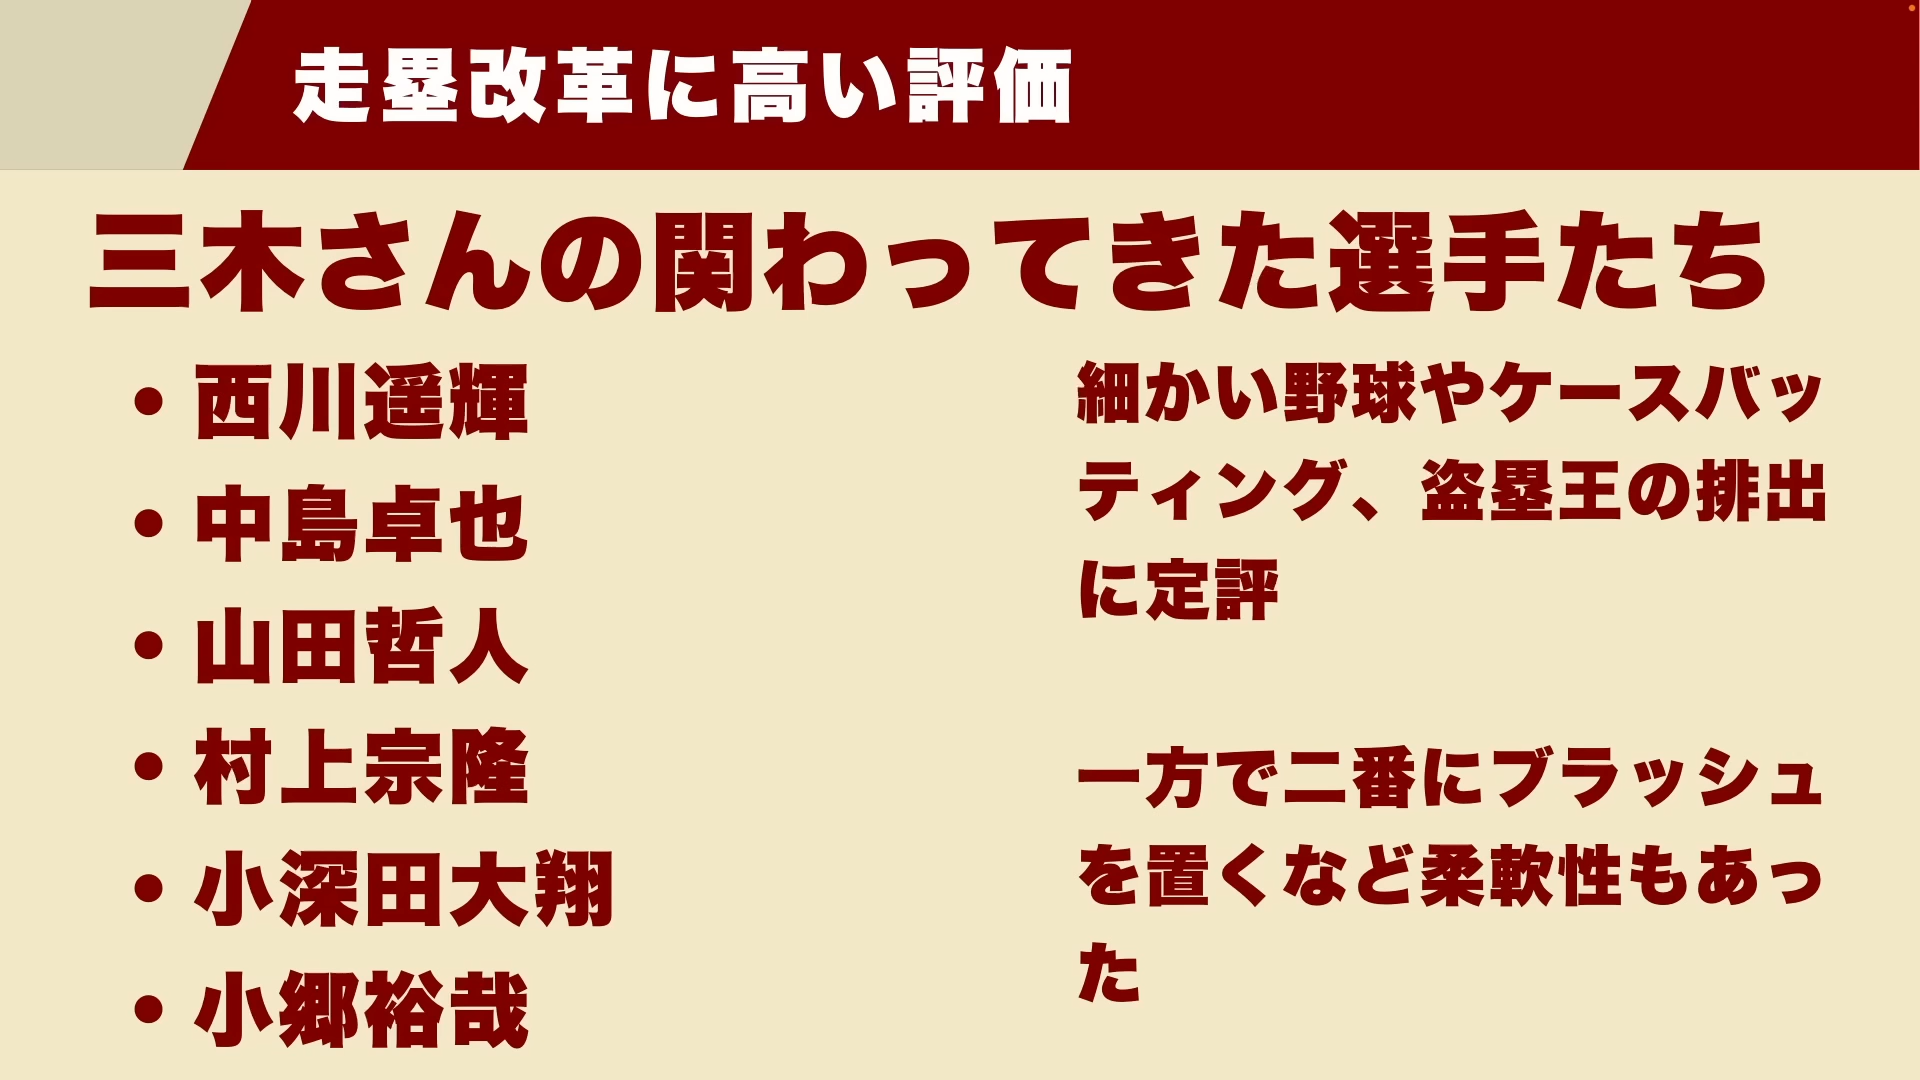 走塁改革に高い評価
三木さんの関わってきた選手たち
• 西川遥輝
• 中島卓也
• 山田哲人
• 村上宗隆
• 小深田大翔
• 小郷裕哉
細かい野球やケースバッ
ティング、盗塁王の排出
に定評
一方で二番にブラッシュ
を置くなど柔軟性もあっ
た